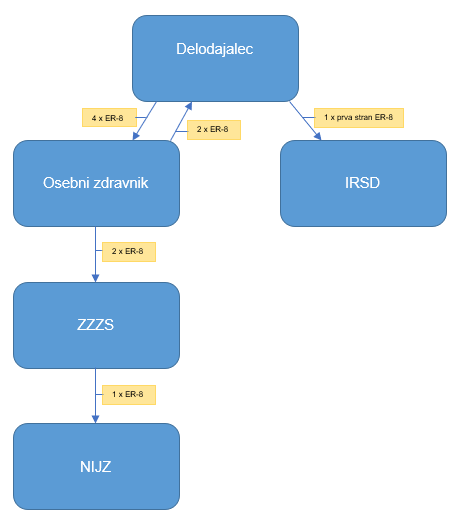 Delodajalec
4 x ER-8
2 x ER-8
1 x prva stran ER-8
Osebni zdravnik
IRSD
2 x ER-8
ZZZS
1 x ER-8
NIJZ